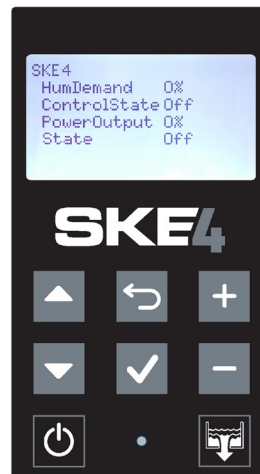 SKE4
HumDemand 0%
ControlState Off
PowerOutput 0%
State Off
SKE4